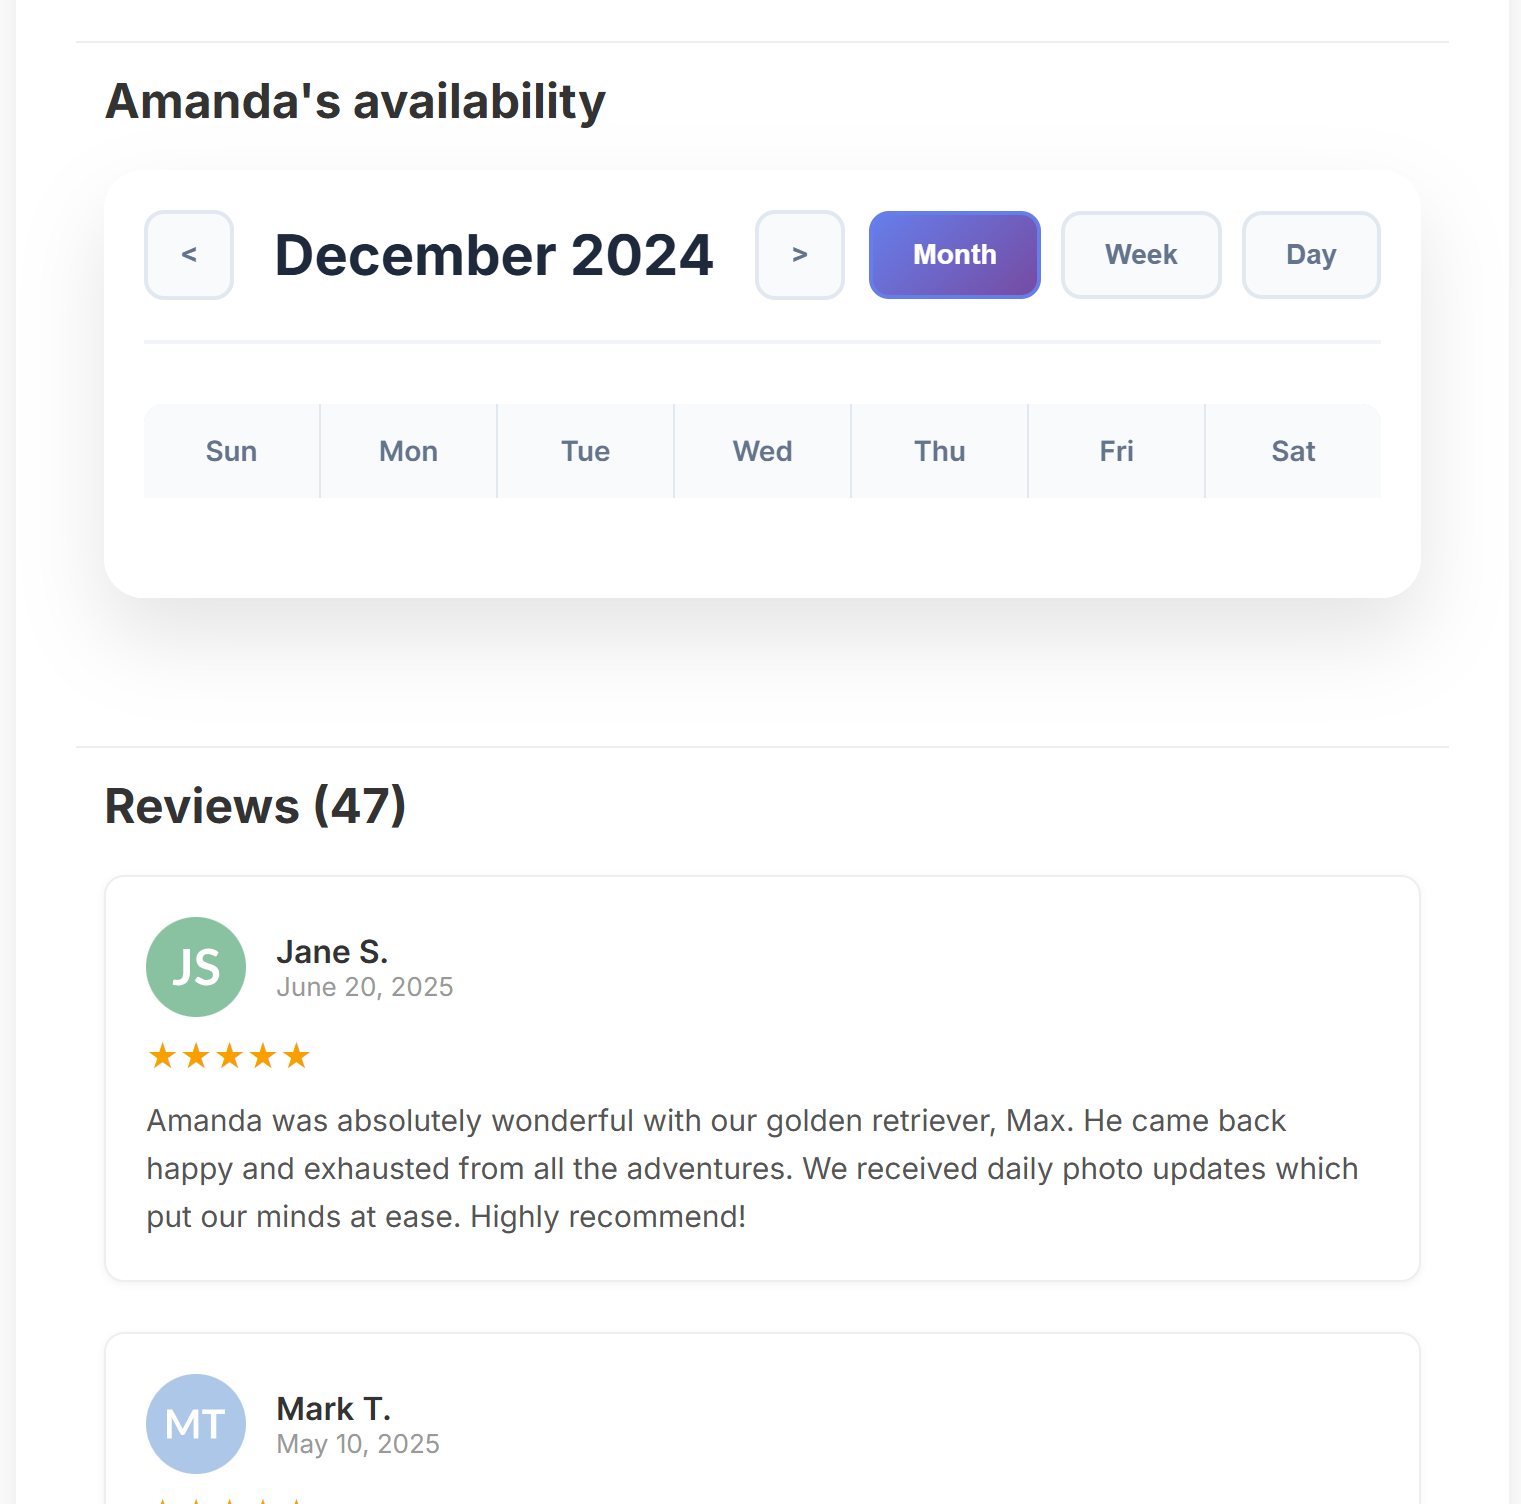 Amanda's availability
< December 2024 > Month Week Day
Sun Mon Tue Wed Thu Fri Sat
Reviews (47)
JS
Jane S.
June 20, 2025
★★★★★
Amanda was absolutely wonderful with our golden retriever, Max. He came back
happy and exhausted from all the adventures. We received daily photo updates which
put our minds at ease. Highly recommend!
MT
Mark T.
May 10, 2025